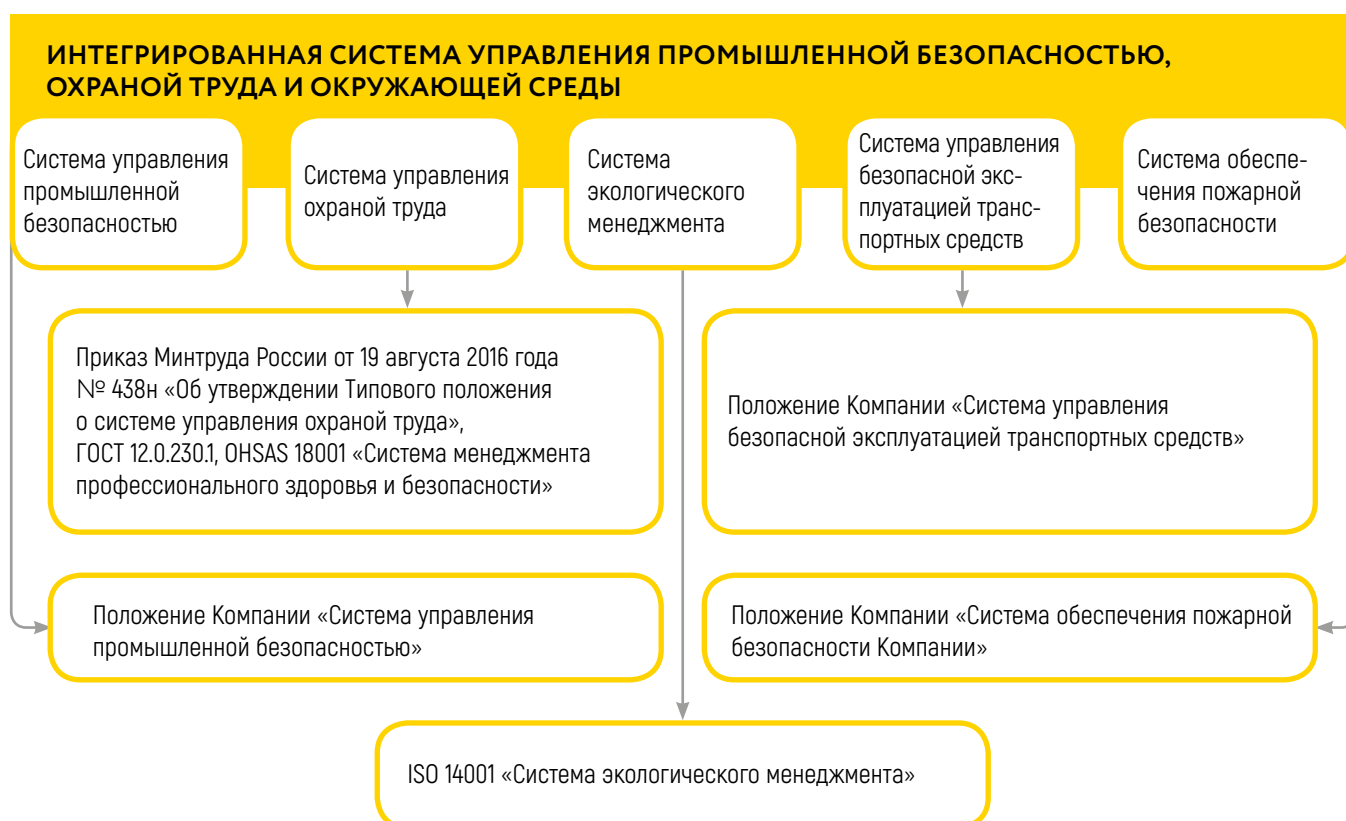 ИНТЕГРИРОВАННАЯ СИСТЕМА УПРАВЛЕНИЯ ПРОМЫШЛЕННОЙ БЕЗОПАСНОСТЬЮ,
ОХРАНОЙ ТРУДА И ОКРУЖАЮЩЕЙ СРЕДЫ
Система управления
промышленной
безопасностью
Система управления
охраной труда
Система
экологического
менеджмента
Система управления
безопасной экс-
плуатацией транс-
портных средств
Система обеспе-
чения пожарной
безопасности
Приказ Минтруда России от 19 августа 2016 года
№ 438н «Об утверждении Типового положения
о системе управления охраной труда»,
ГОСТ 12.0.230.1, OHSAS 18001 «Система менеджмента
профессионального здоровья и безопасности»
Положение Компании «Система управления
безопасной эксплуатацией транспортных средств»
Положение Компании «Система управления
промышленной безопасностью»
Положение Компании «Система обеспечения пожарной
безопасности Компании»
ISO 14001 «Система экологического менеджмента»